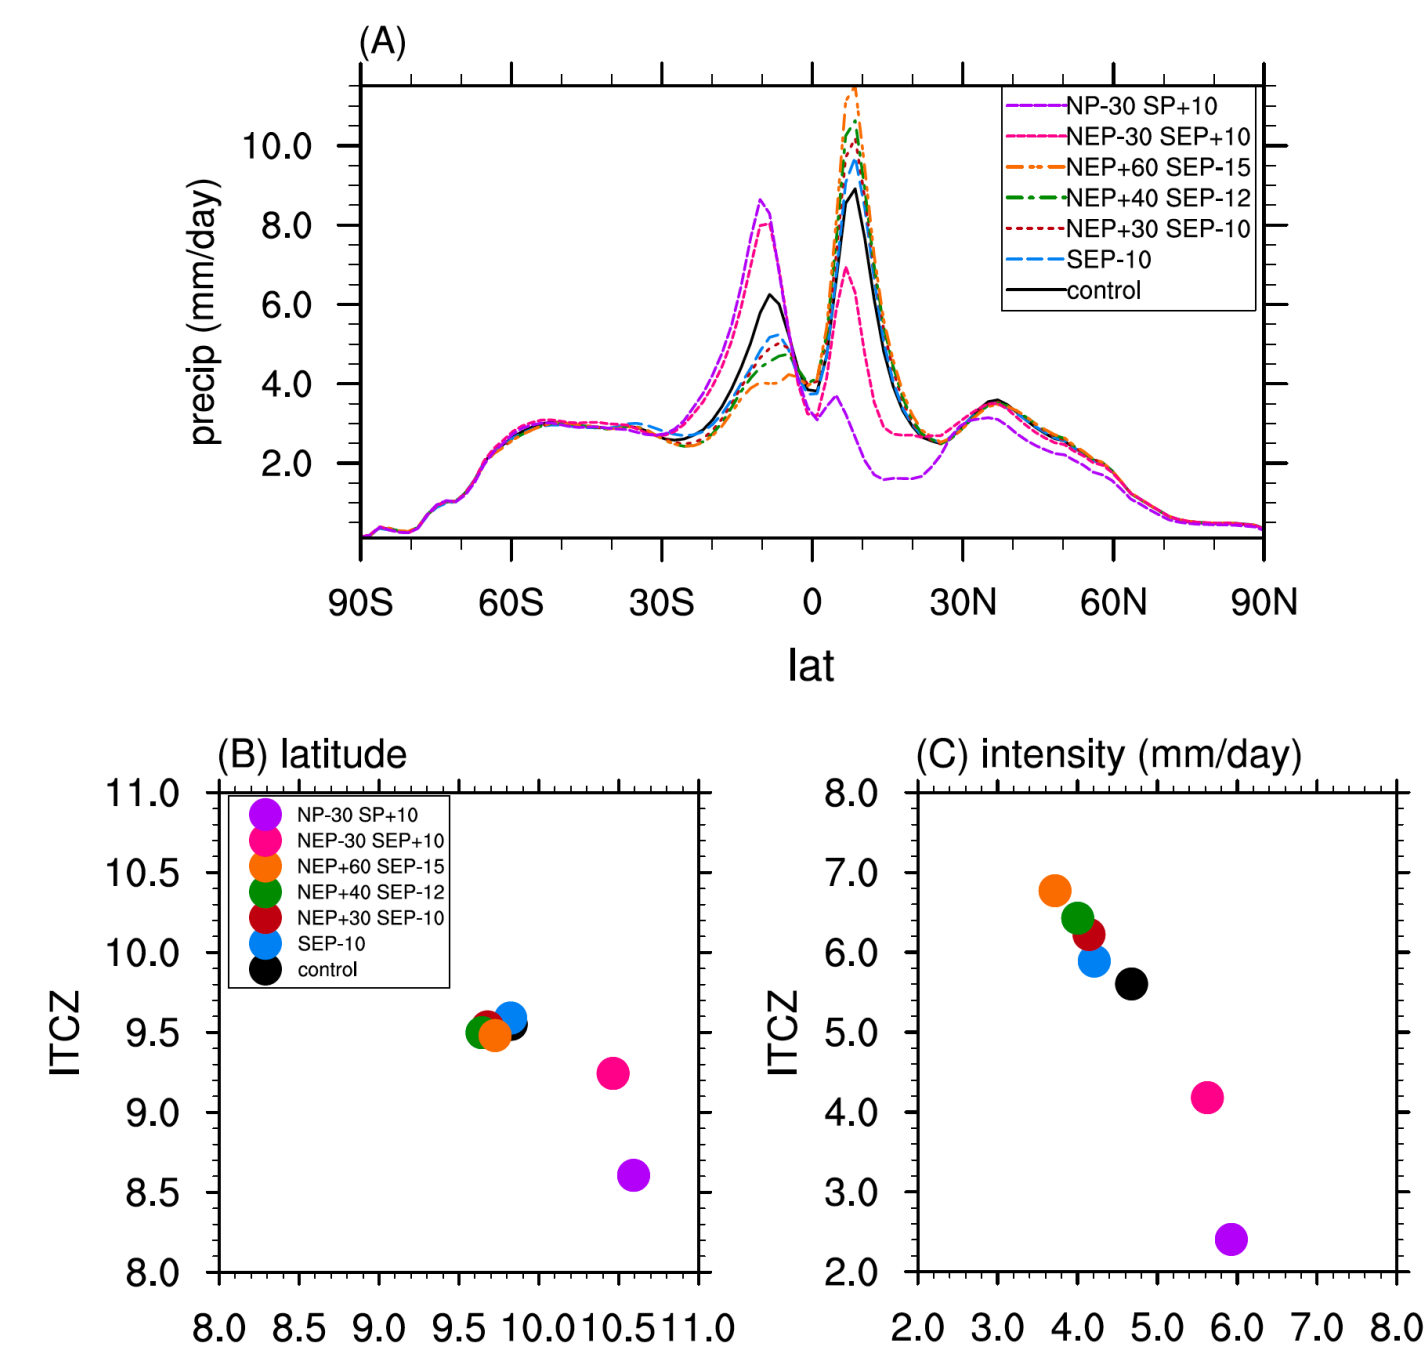 (A)
precip (mm/day)
10.0
8.0
6.0
4.0
2.0
NP-30 SP+10
NEP-30 SEP+10
NEP+60 SEP-15
NEP+40 SEP-12
NEP+30 SEP-10
SEP-10
control
90S 60S 30S 0 30N 60N 90N
lat
(B) latitude
ITCZ
11.0
10.5
10.0
9.5
9.0
8.5
8.0
NP-30 SP+10
NEP-30 SEP+10
NEP+60 SEP-15
NEP+40 SEP-12
NEP+30 SEP-10
SEP-10
control
8.0 8.5 9.0 9.5 10.0 10.5 11.0
(C) intensity (mm/day)
ITCZ
8.0
7.0
6.0
5.0
4.0
3.0
2.0
2.0 3.0 4.0 5.0 6.0 7.0 8.0